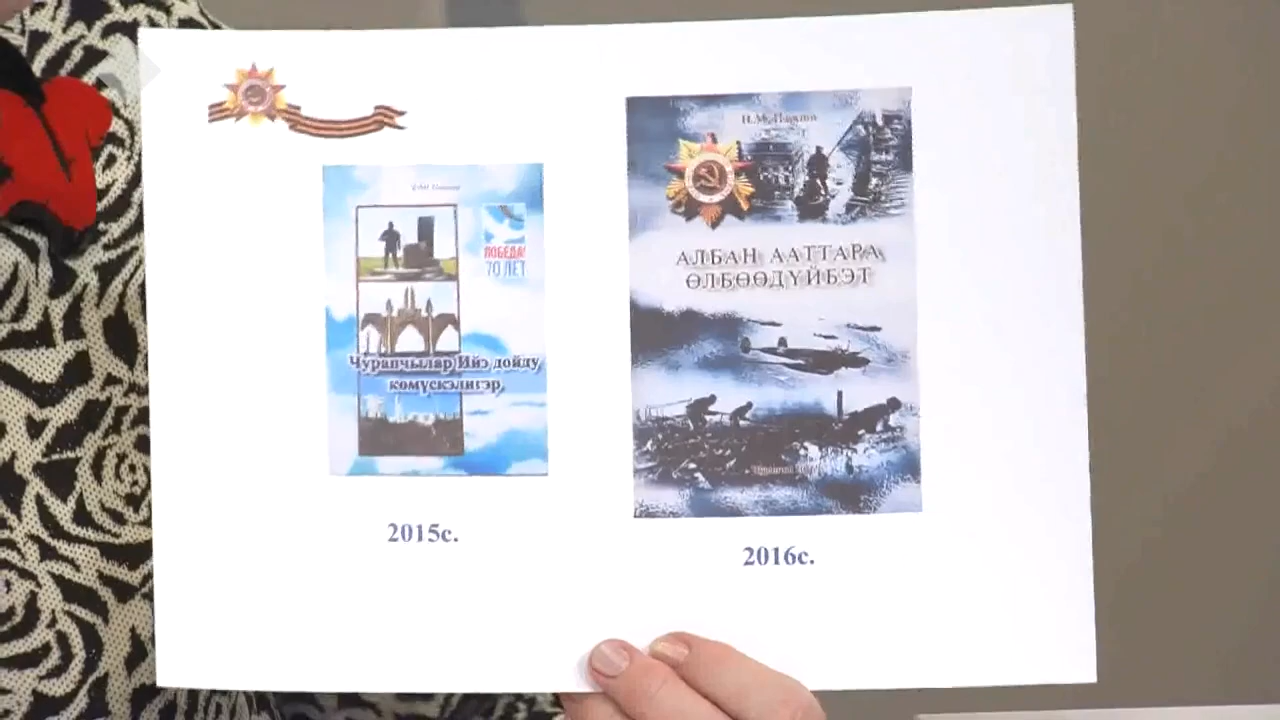 ПОБЕДА!
70 ЛЕТ
Чурапчылар Ийэ дойду
көмүскэлигэр
2015с.
АЛБАН ААТТАРА
ӨЛБӨӨДҮЙБЭТ
2016с.